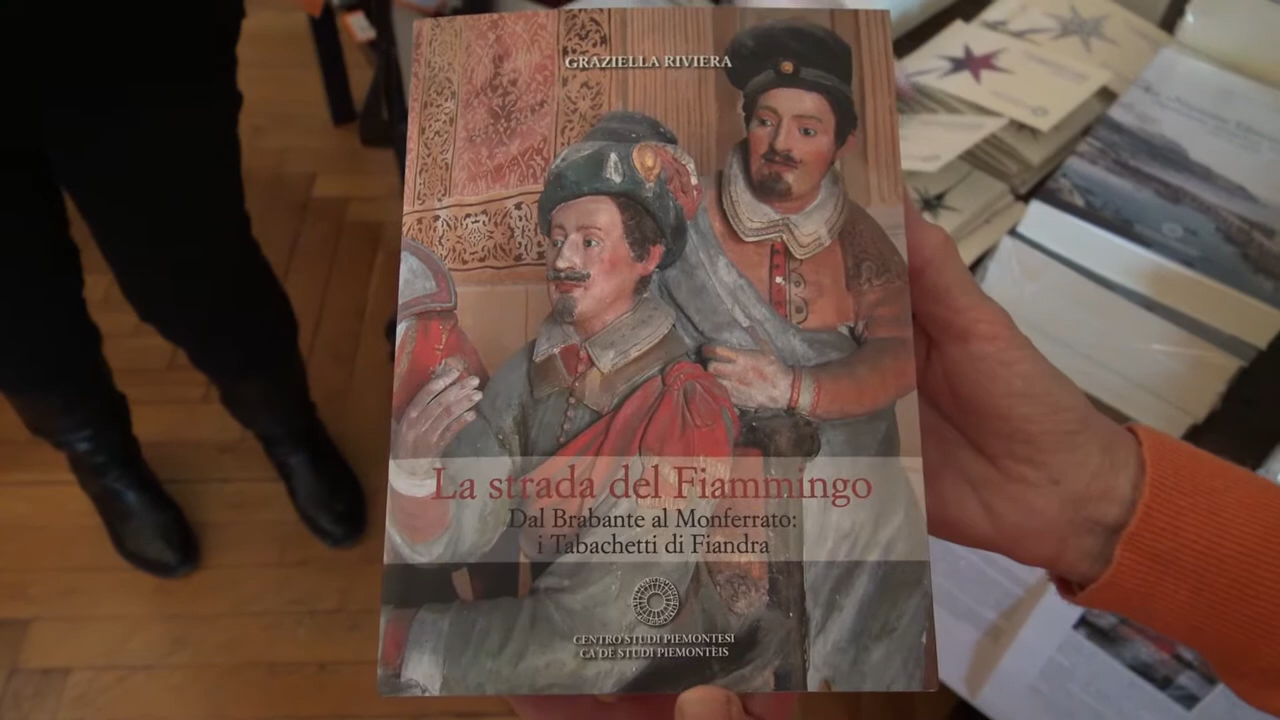 GRAZIELLA RIVIERA
La strada del Fiammingo
Dal Brabante al Monferrato:
i Tabachetti di Fiandra
CENTRO STUDI PIEMONTESI
CA DË STUDI PIEMONTÈIS